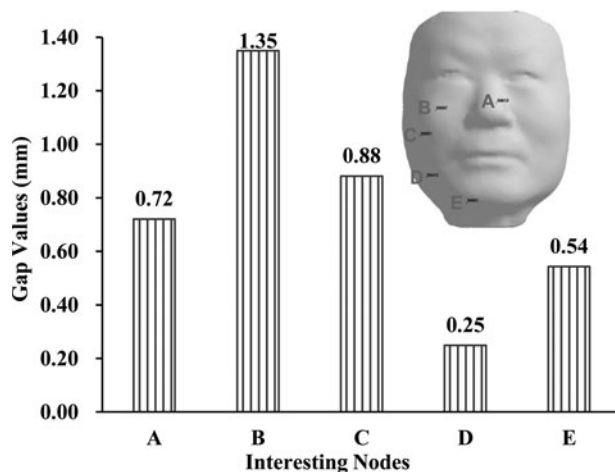 1.40
1.20
1.00
0.80
0.60
0.40
0.20
0.00
Gap Values (mm)
0.72
1.35
0.88
0.25
0.54
A B C D E
Interesting Nodes
A
B
C
D
E